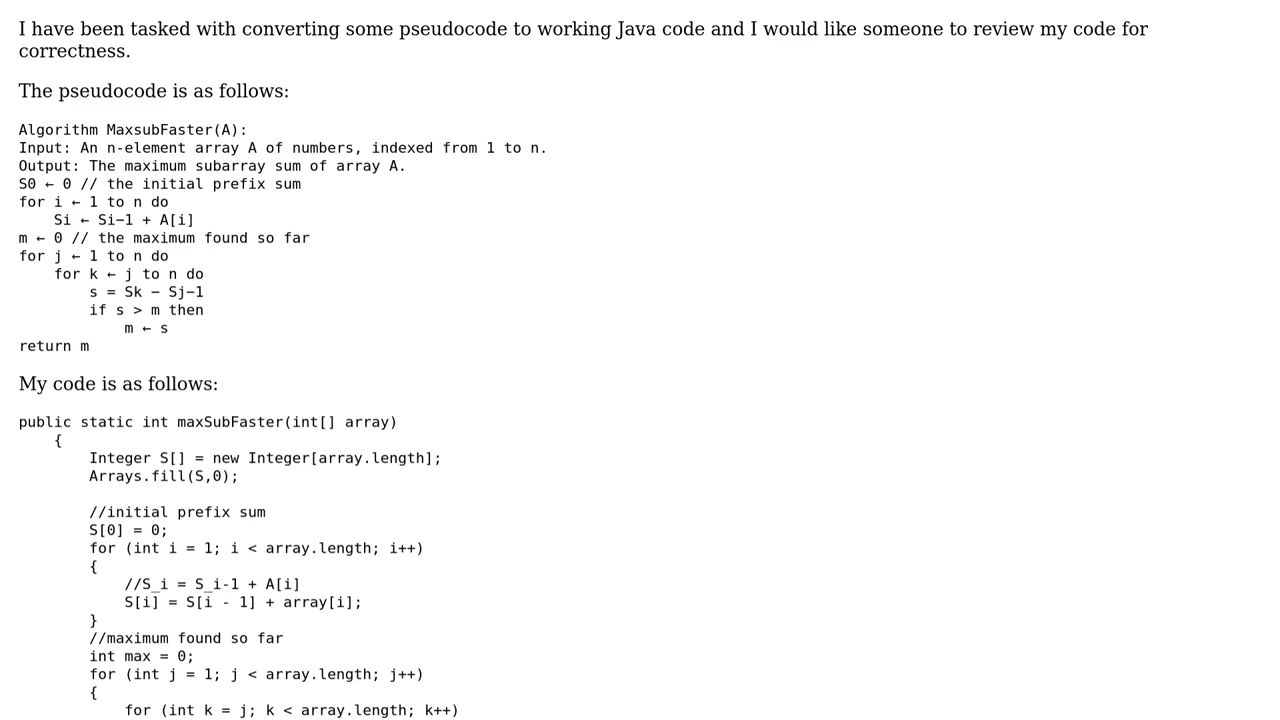 I have been tasked with converting some pseudocode to working Java code and I would like someone to review my code for
correctness.
The pseudocode is as follows:
Algorithm MaxsubFaster(A):
Input: An n-element array A of numbers, indexed from 1 to n.
Output: The maximum subarray sum of array A.
S0 ← 0 // the initial prefix sum
for i ← 1 to n do
    Si ← Si−1 + A[i]
m ← 0 // the maximum found so far
for j ← 1 to n do
    for k ← j to n do
        s = Sk − Sj−1
        if s > m then
            m ← s
return m
My code is as follows:
public static int maxSubFaster(int[] array)
    {
        Integer S[] = new Integer[array.length];
        Arrays.fill(S,0);

        //initial prefix sum
        S[0] = 0;
        for (int i = 1; i < array.length; i++)
        {
            //S_i = S_i-1 + A[i]
            S[i] = S[i - 1] + array[i];
        }
        //maximum found so far
        int max = 0;
        for (int j = 1; j < array.length; j++)
        {
            for (int k = j; k < array.length; k++)